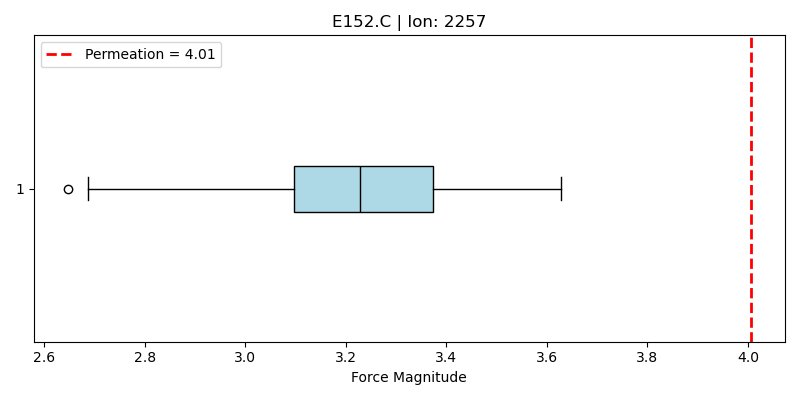 E152.C | Ion: 2257
Permeation = 4.01
1
2.6 2.8 3.0 3.2 3.4 3.6 3.8 4.0
Force Magnitude